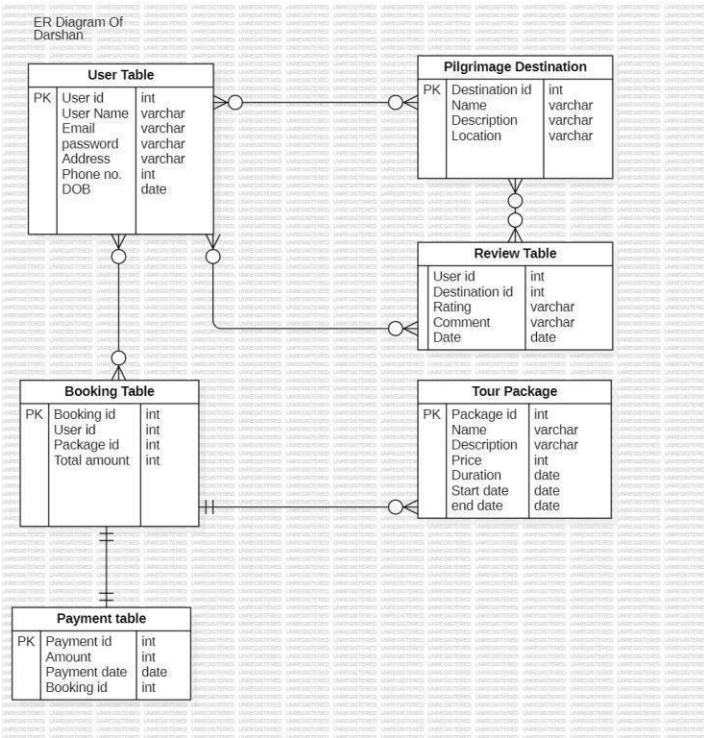 ER Diagram Of
Darshan
User Table
PK User id int
User Name varchar
Email varchar
password varchar
Address varchar
Phone no. int
DOB date
Pilgrimage Destination
PK Destination id int
Name varchar
Description varchar
Location varchar
Review Table
User id int
Destination id int
Rating varchar
Comment varchar
Date date
Booking Table
PK Booking id int
User id int
Package id int
Total amount int
Tour Package
PK Package id int
Name varchar
Description varchar
Price int
Duration date
Start date date
end date date
Payment table
PK Payment id int
Amount int
Payment date date
Booking id int